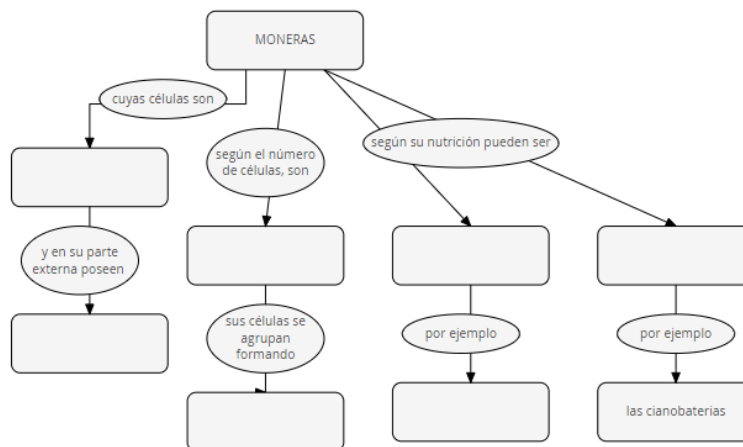 MONERAS
cuyas células son
según el número
de células, son
según su nutrición pueden ser
y en su parte
externa poseen
sus células se
agrupan
formando
por ejemplo
por ejemplo
las cianobaterias